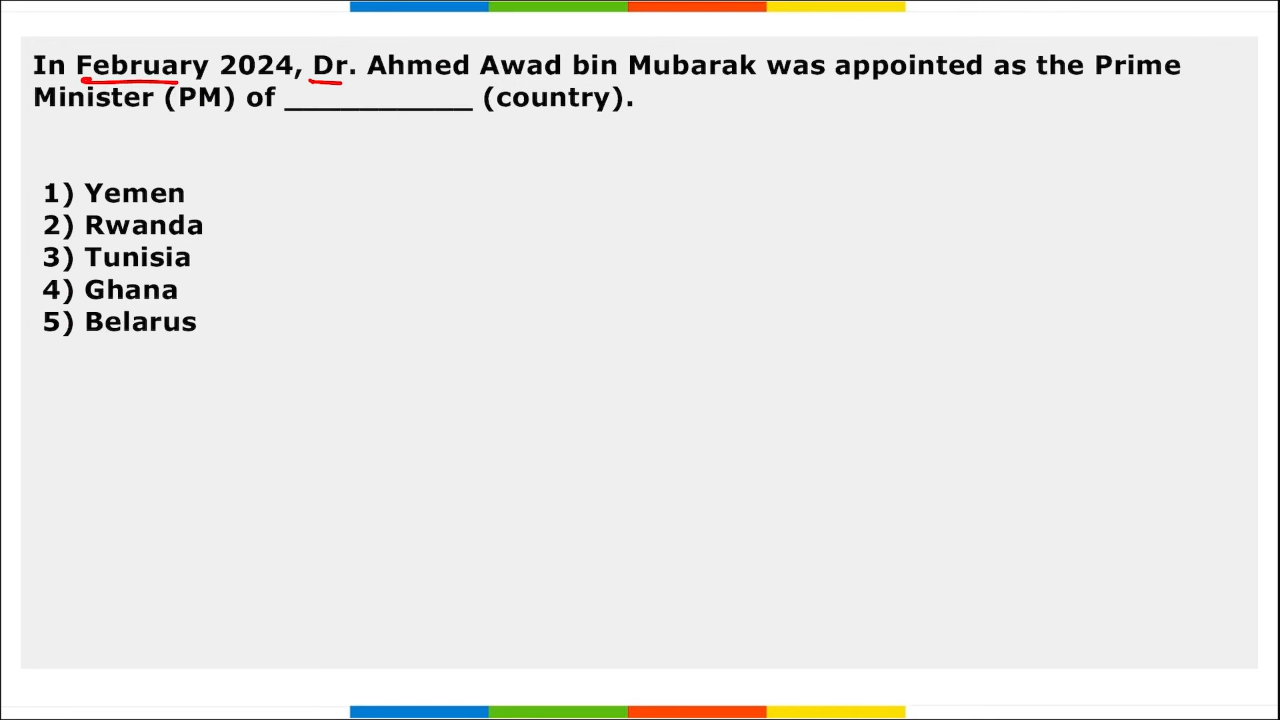 In February 2024, Dr. Ahmed Awad bin Mubarak was appointed as the Prime
Minister (PM) of ____________ (country).
1) Yemen
2) Rwanda
3) Tunisia
4) Ghana
5) Belarus